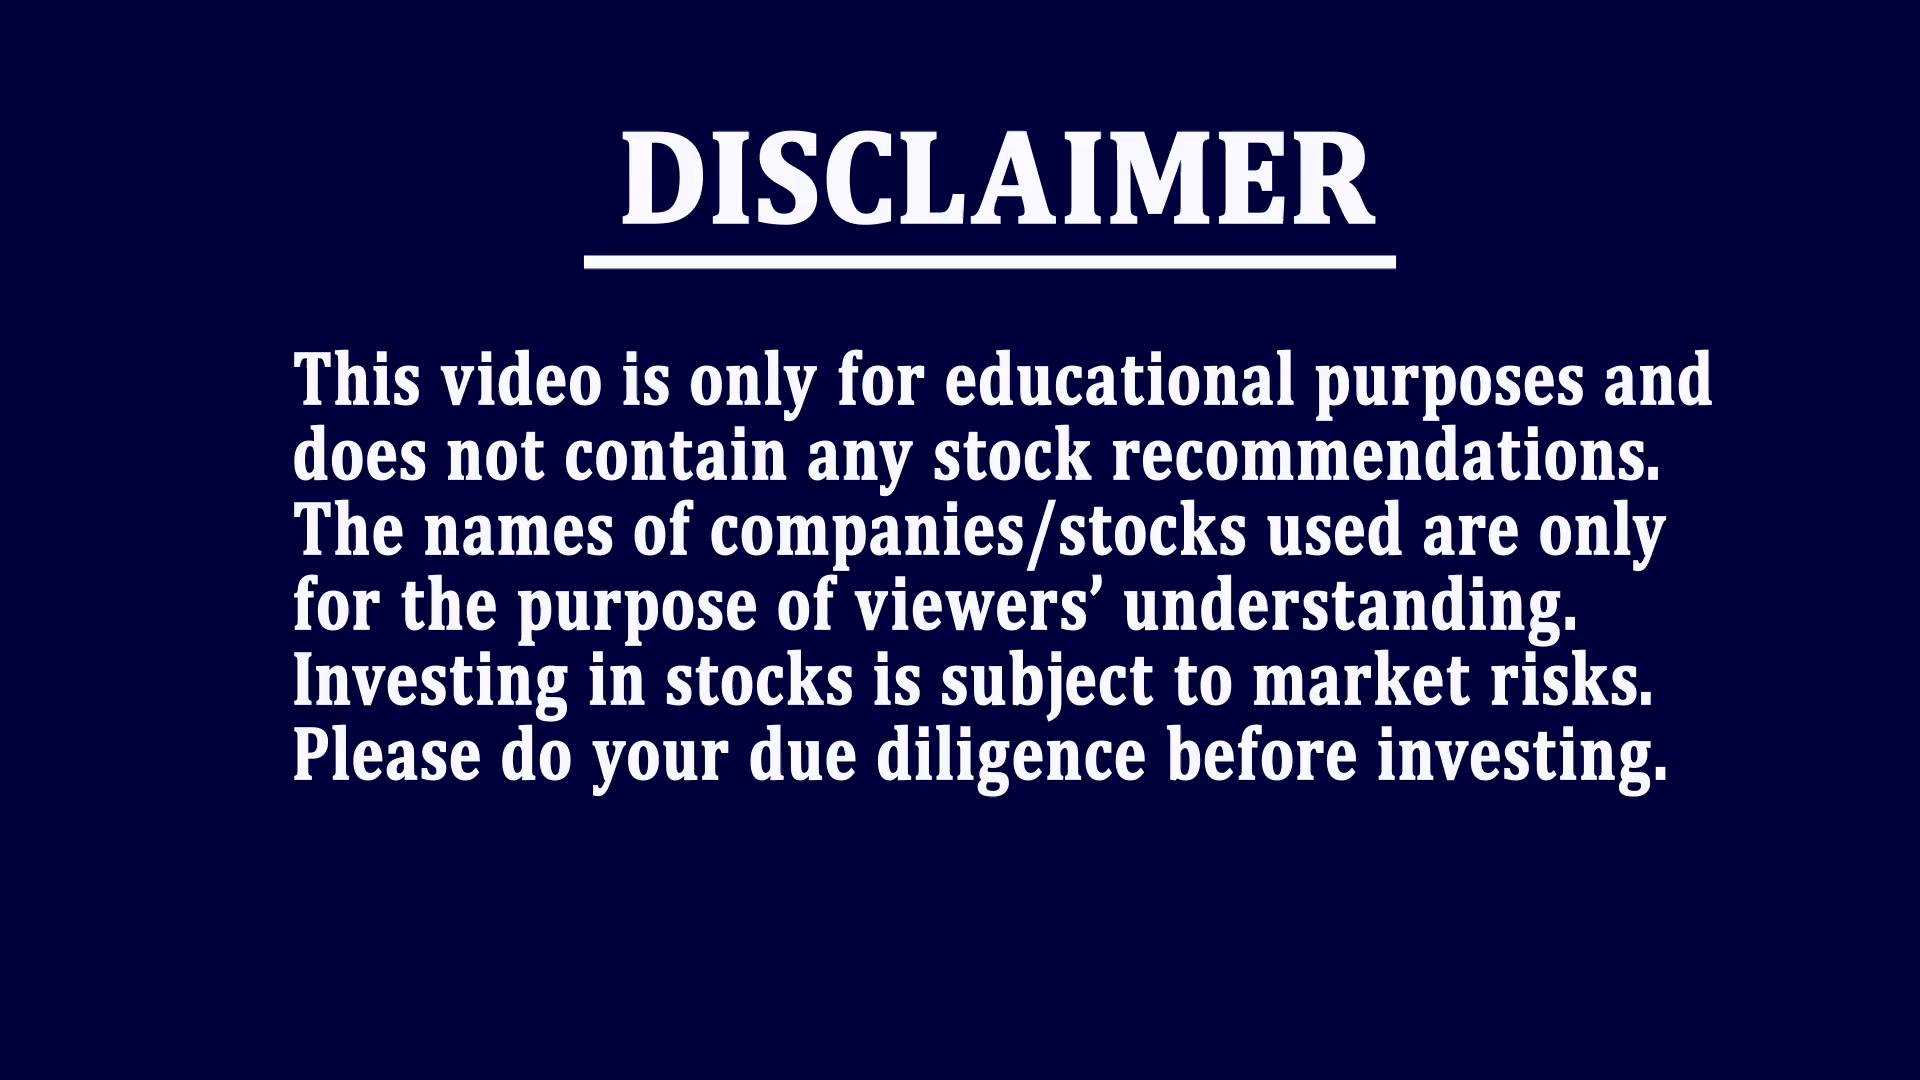 DISCLAIMER
This video is only for educational purposes and
does not contain any stock recommendations.
The names of companies/stocks used are only
for the purpose of viewers’ understanding.
Investing in stocks is subject to market risks.
Please do your due diligence before investing.